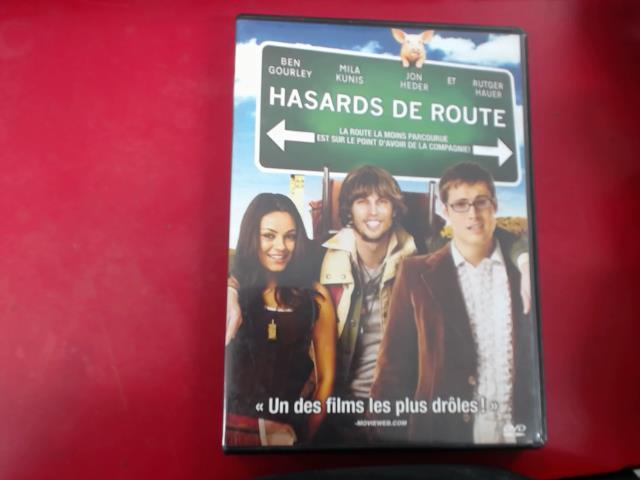 BEN GOURLEY
MILA KUNIS
JON HEDER
ET
RUTGER HAUER
HASARDS DE ROUTE
LA ROUTE LA MOINS PARCOURUE
EST SUR LE POINT D'AVOIR DE LA COMPAGNIE!
« Un des films les plus drôles! »
-MOVIEWEB.COM
DVD